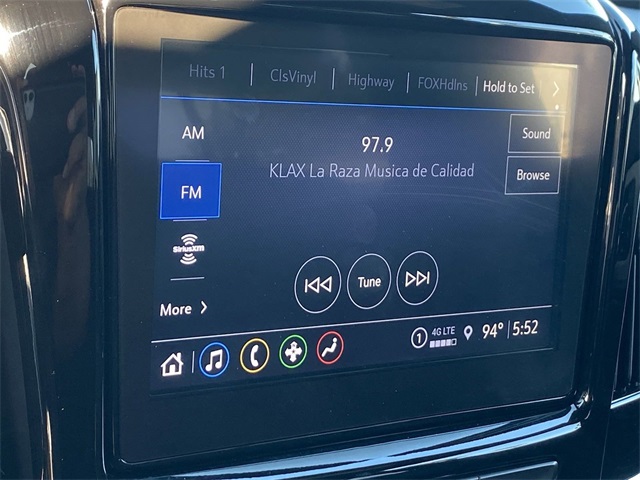 Hits 1 ClsVinyl Highway FOXHdlns Hold to Set
AM
97.9
Sound
KLAX La Raza Musica de Calidad
FM
Browse
SiriusXM
Tune
More
1 4G LTE 94° 5:52